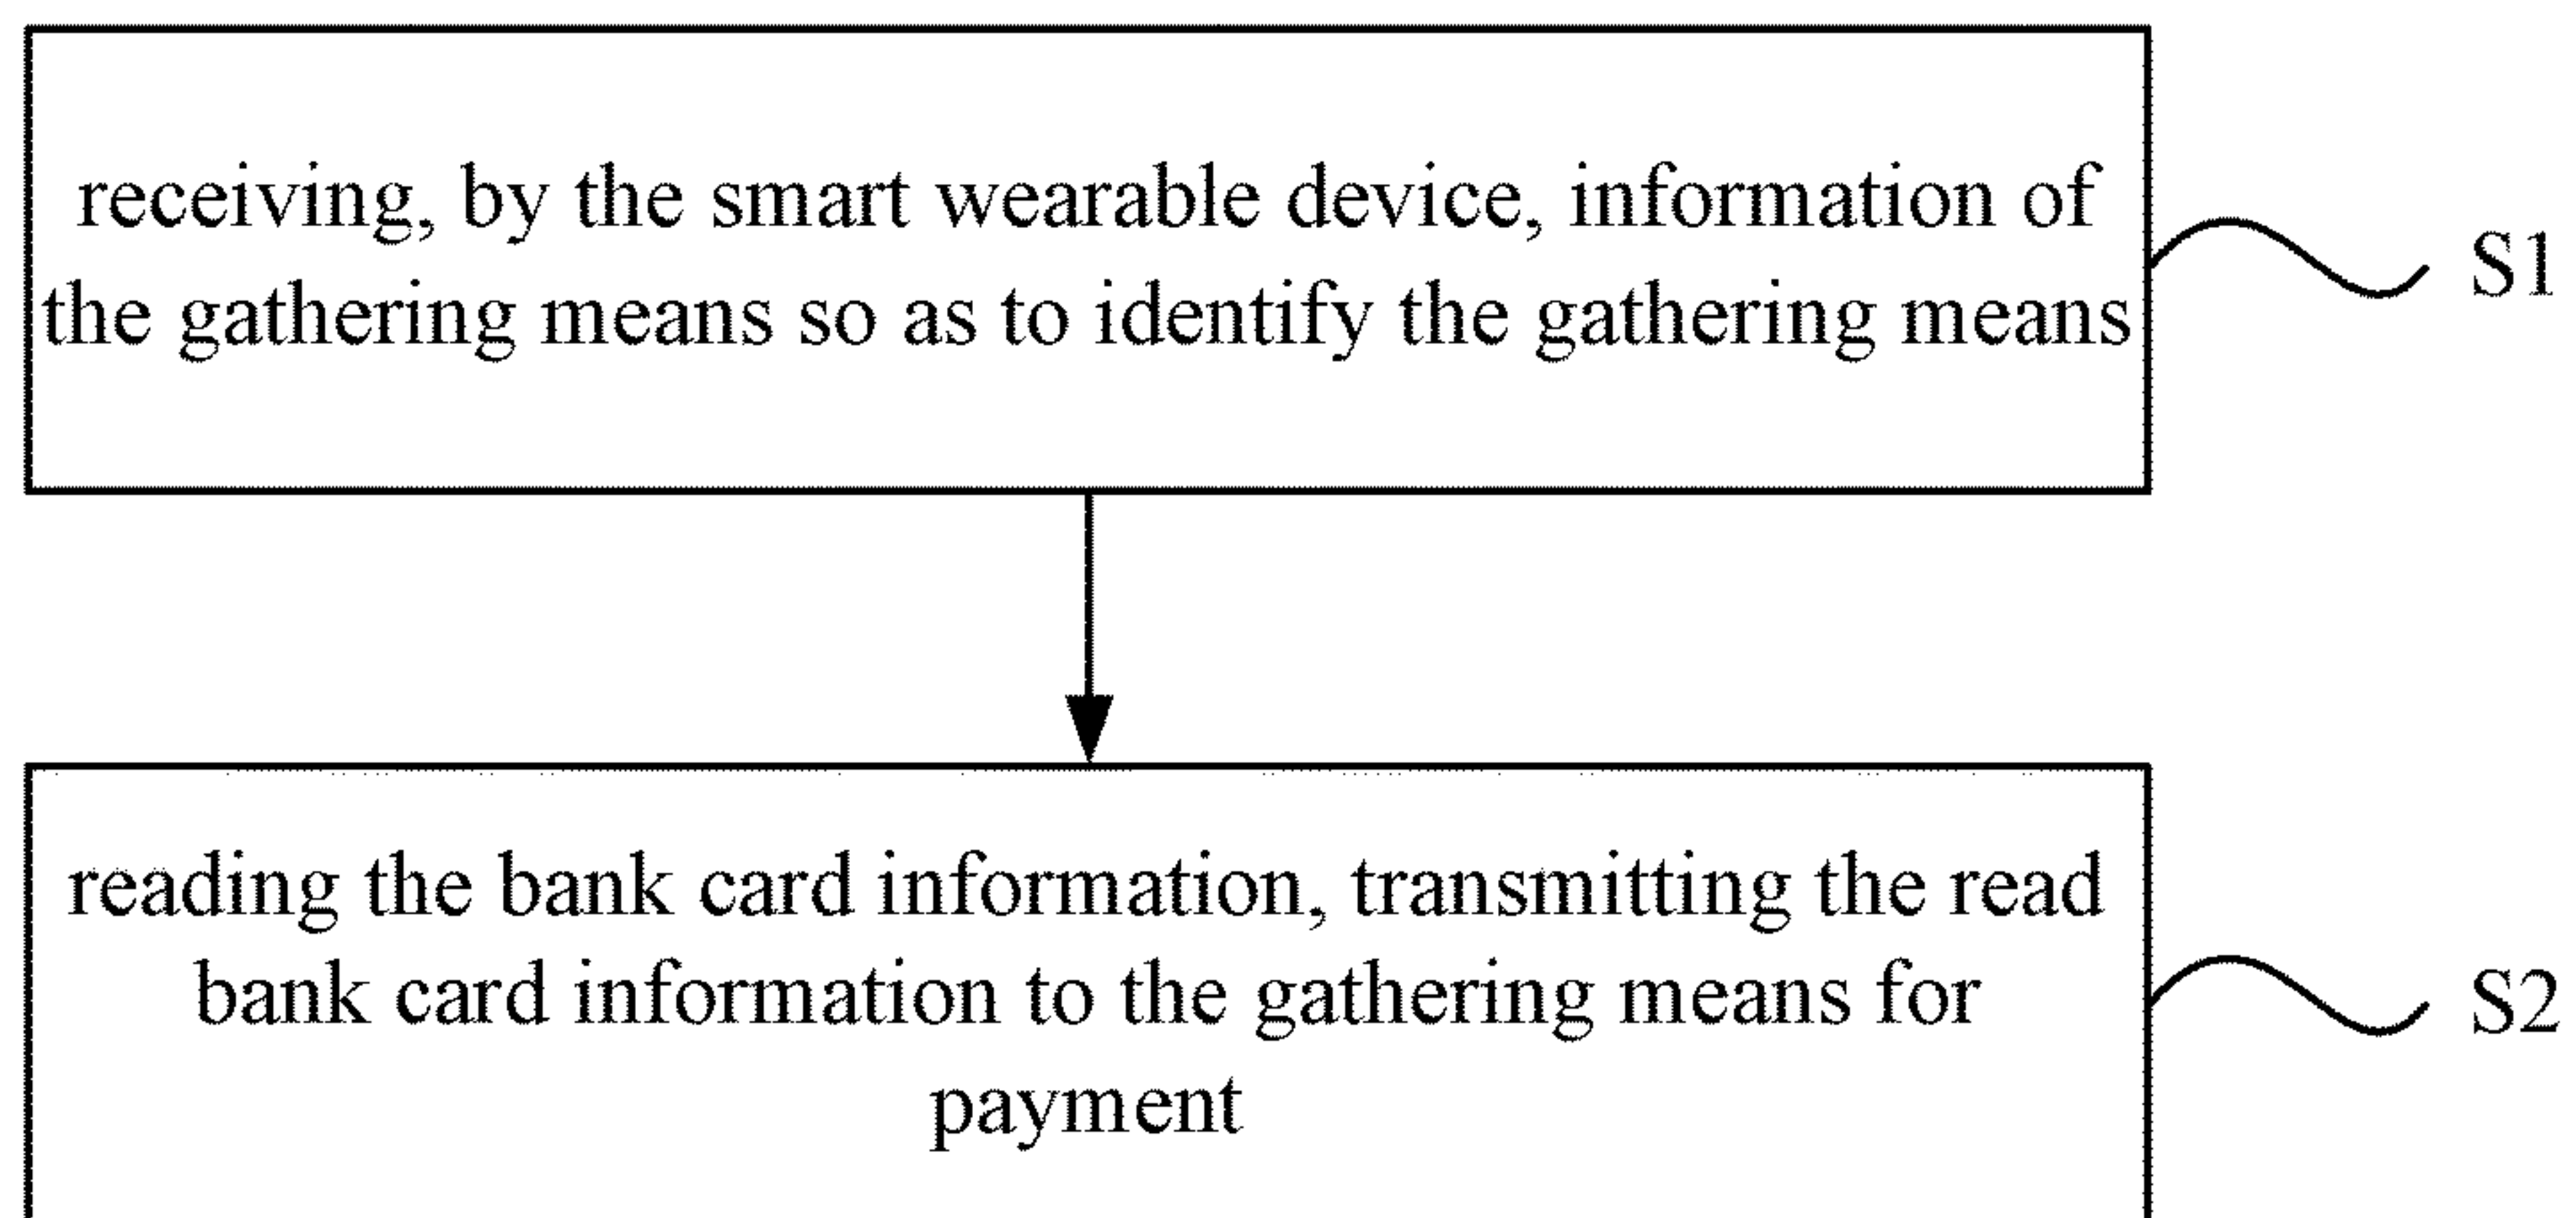 receiving, by the smart wearable device, information of
the gathering means so as to identify the gathering means
S1
reading the bank card information, transmitting the read
bank card information to the gathering means for
payment
S2